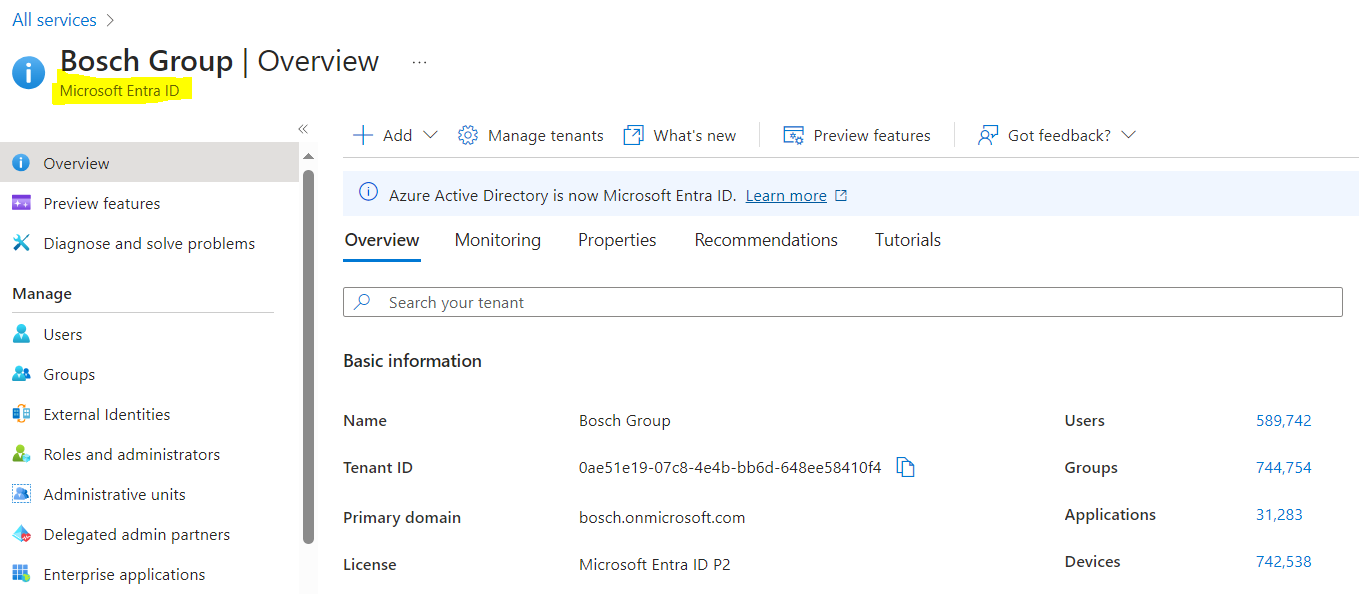 All services
Bosch Group | Overview ...
Microsoft Entra ID
Add
Manage tenants
What's new
Preview features
Got feedback?
Overview
Preview features
Diagnose and solve problems
Manage
Users
Groups
External Identities
Roles and administrators
Administrative units
Delegated admin partners
Enterprise applications
Azure Active Directory is now Microsoft Entra ID. Learn more
Overview Monitoring Properties Recommendations Tutorials
Search your tenant
Basic information
Name Bosch Group Users 589,742
Tenant ID 0ae51e19-07c8-4e4b-bb6d-648ee58410f4 Groups 744,754
Primary domain bosch.onmicrosoft.com Applications 31,283
License Microsoft Entra ID P2 Devices 742,538